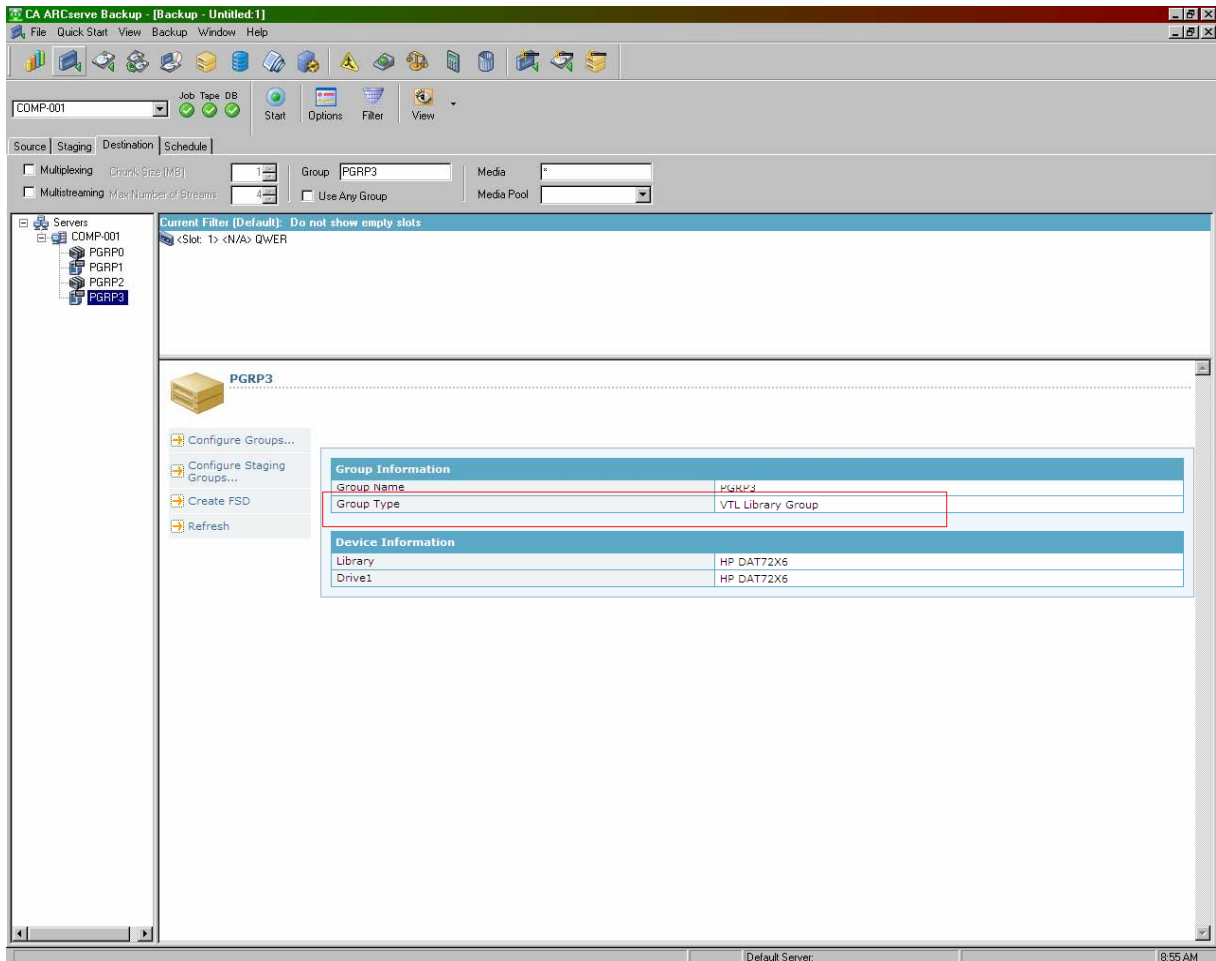 CA ARCserve Backup - [Backup - Untitled:1]
File Quick Start View Backup Window Help
COMP-001
Job Tape DB
Start Options Filter View
Source Staging Destination Schedule
Multiplexing Chunk Size (MB) 1 Group PGRP3 Media *
Multistreaming Max Number of Streams 4 Use Any Group Media Pool
Servers
COMP-001
PGRP0
PGRP1
PGRP2
PGRP3
Current Filter (Default): Do not show empty slots
<Slot: 1> <N/A> QWER
PGRP3
Configure Groups...
Configure Staging
Groups...
Create FSD
Refresh
Group Information
Group Name PGRP3
Group Type VTL Library Group
Device Information
Library HP DAT72X6
Drive1 HP DAT72X6
Default Server: 8:55 AM